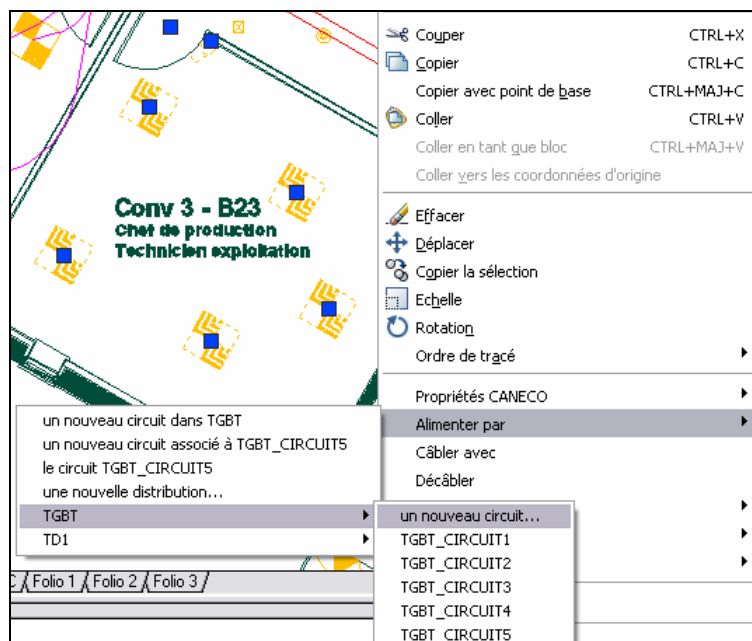 Couper CTRL+X
Copier CTRL+C
Copier avec point de base CTRL+MAJ+C
Coller CTRL+V
Coller en tant que bloc CTRL+MAJ+V
Coller vers les coordonnées d'origine
Effacer
Déplacer
Copier la sélection
Echelle
Rotation
Ordre de tracé
Propriétés CANECO
Alimenter par
Câbler avec
Décâbler
Conv 3 - B23
Chef de production
Technicien exploitation
un nouveau circuit dans TGBT
un nouveau circuit associé à TGBT_CIRCUIT5
le circuit TGBT_CIRCUIT5
une nouvelle distribution...
TGBT
TD1
un nouveau circuit...
TGBT_CIRCUIT1
TGBT_CIRCUIT2
TGBT_CIRCUIT3
TGBT_CIRCUIT4
TGBT_CIRCUIT5
C Folio 1 Folio 2 Folio 3